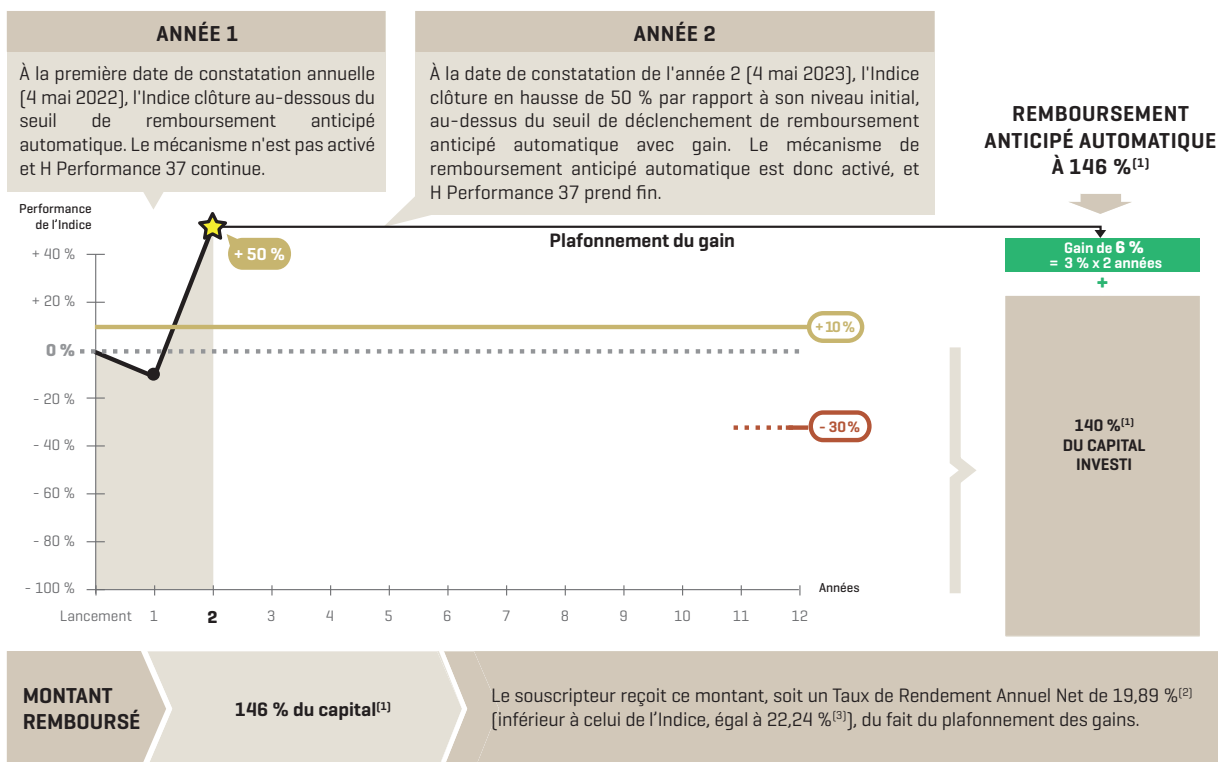 ANNÉE 1
À la première date de constatation annuelle
(4 mai 2022), l'Indice clôture au-dessous du
seuil de remboursement anticipé
automatique. Le mécanisme n'est pas activé
et H Performance 37 continue.
ANNÉE 2
À la date de constatation de l'année 2 (4 mai 2023), l'Indice
clôture en hausse de 50 % par rapport à son niveau initial,
au-dessus du seuil de déclenchement de remboursement
anticipé automatique avec gain. Le mécanisme de
remboursement anticipé automatique est donc activé, et
H Performance 37 prend fin.
REMBOURSEMENT
ANTICIPÉ AUTOMATIQUE
À 146 %(1)
Performance
de l'Indice
+ 40 %
+ 20 %
0 %
- 20 %
- 40 %
- 60 %
- 80 %
- 100 %
+ 50 %
Plafonnement du gain
+10 %
- 30%
Années
Lancement 1 2 3 4 5 6 7 8 9 10 11 12
Gain de 6 %
= 3 % x 2 années
+
140 %(1)
DU CAPITAL
INVESTI
MONTANT
REMBOURSÉ
146 % du capital(1)
Le souscripteur reçoit ce montant, soit un Taux de Rendement Annuel Net de 19,89 %(2)
(inférieur à celui de l'Indice, égal à 22,24 %(3)), du fait du plafonnement des gains.